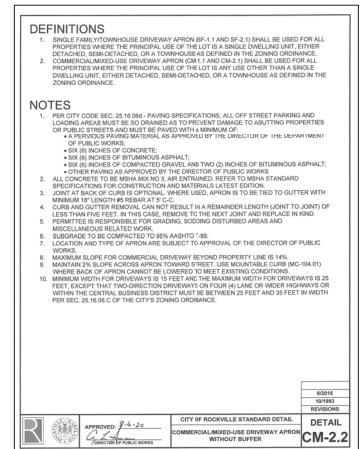 DEFINITIONS
1. SINGLE FAMILY/TOWNHOUSE DRIVEWAY APRON (SF-1.1 AND SF-2.1) SHALL BE USED FOR ALL
PROPERTIES WHERE THE PRINCIPAL USE OF THE LOT IS A SINGLE DWELLING UNIT, EITHER
DETACHED, SEMI-DETACHED, OR A TOWNHOUSE AS DEFINED IN THE ZONING ORDINANCE.
2. COMMERCIAL/MIXED-USE DRIVEWAY APRON (CM-1.1 AND CM-2.1) SHALL BE USED FOR ALL
PROPERTIES WHERE THE PRINCIPAL USE OF THE LOT IS ANY USE OTHER THAN A SINGLE
DWELLING UNIT, EITHER DETACHED, SEMI-DETACHED, OR A TOWNHOUSE AS DEFINED IN THE
ZONING ORDINANCE.
NOTES
1. PER CITY CODE SEC. 25.16.06d - PAVING SPECIFICATIONS, ALL OFF STREET PARKING AND
LOADING AREAS MUST BE SO DRAINED AS TO PREVENT DAMAGE TO ABUTTING PROPERTIES
OR PUBLIC STREETS AND MUST BE PAVED WITH A MINIMUM OF:
• A PERVIOUS PAVING MATERIAL AS APPROVED BY THE DIRECTOR OF THE DEPARTMENT
OF PUBLIC WORKS;
• SIX (6) INCHES OF CONCRETE;
• SIX (6) INCHES OF BITUMINOUS ASPHALT;
• SIX (6) INCHES OF COMPACTED GRAVEL AND TWO (2) INCHES OF BITUMINOUS ASPHALT;
• OTHER PAVING AS APPROVED BY THE DIRECTOR OF PUBLIC WORKS
2. ALL CONCRETE TO BE MSHA MIX NO 3, AIR ENTRAINED. REFER TO MSHA STANDARD
SPECIFICATIONS FOR CONSTRUCTION AND MATERIALS LATEST EDITION.
3. JOINT AT BACK OF CURB IS OPTIONAL. WHERE USED, APRON IS TO BE TIED TO GUTTER WITH
MINIMUM 18" LENGTH #5 REBAR AT 5' C-C.
4. CURB AND GUTTER REMOVAL CAN NOT RESULT IN A REMAINDER LENGTH (JOINT TO JOINT) OF
LESS THAN FIVE FEET. IN THIS CASE, REMOVE TO THE NEXT JOINT AND REPLACE IN KIND.
5. PERMITTEE IS RESPONSIBLE FOR GRADING, SODDING DISTURBED AREAS AND
6. MISCELLANEOUS RELATED WORK.
6. SUBGRADE TO BE COMPACTED TO 95% AASHTO T-99.
7. LOCATION AND TYPE OF APRON ARE SUBJECT TO APPROVAL OF THE DIRECTOR OF PUBLIC
WORKS.
8. MAXIMUM SLOPE FOR COMMERCIAL DRIVEWAY BEYOND PROPERTY LINE IS 14%.
9. MAINTAIN 2% SLOPE ACROSS APRON TOWARD STREET. USE MOUNTABLE CURB (MC-104.01)
WHERE BACK OF APRON CANNOT BE LOWERED TO MEET EXISTING CONDITIONS.
10. MINIMUM WIDTH FOR DRIVEWAYS IS 15 FEET AND THE MAXIMUM WIDTH FOR DRIVEWAYS IS 25
FEET, EXCEPT THAT TWO-DIRECTION DRIVEWAYS ON FOUR (4) LANE OR WIDER HIGHWAYS OR
WITHIN THE CENTRAL BUSINESS DISTRICT MUST BE BETWEEN 25 FEET AND 35 FEET IN WIDTH
PER SEC. 25.16.06.C OF THE CITY'S ZONING ORDINANCE.
8/2016
10/1993
REVISIONS
R
APPROVED: 8-6-20
DIRECTOR OF PUBLIC WORKS
CITY OF ROCKVILLE STANDARD DETAIL
COMMERCIAL/MIXED-USE DRIVEWAY APRON
WITHOUT BUFFER
DETAIL
CM-2.2